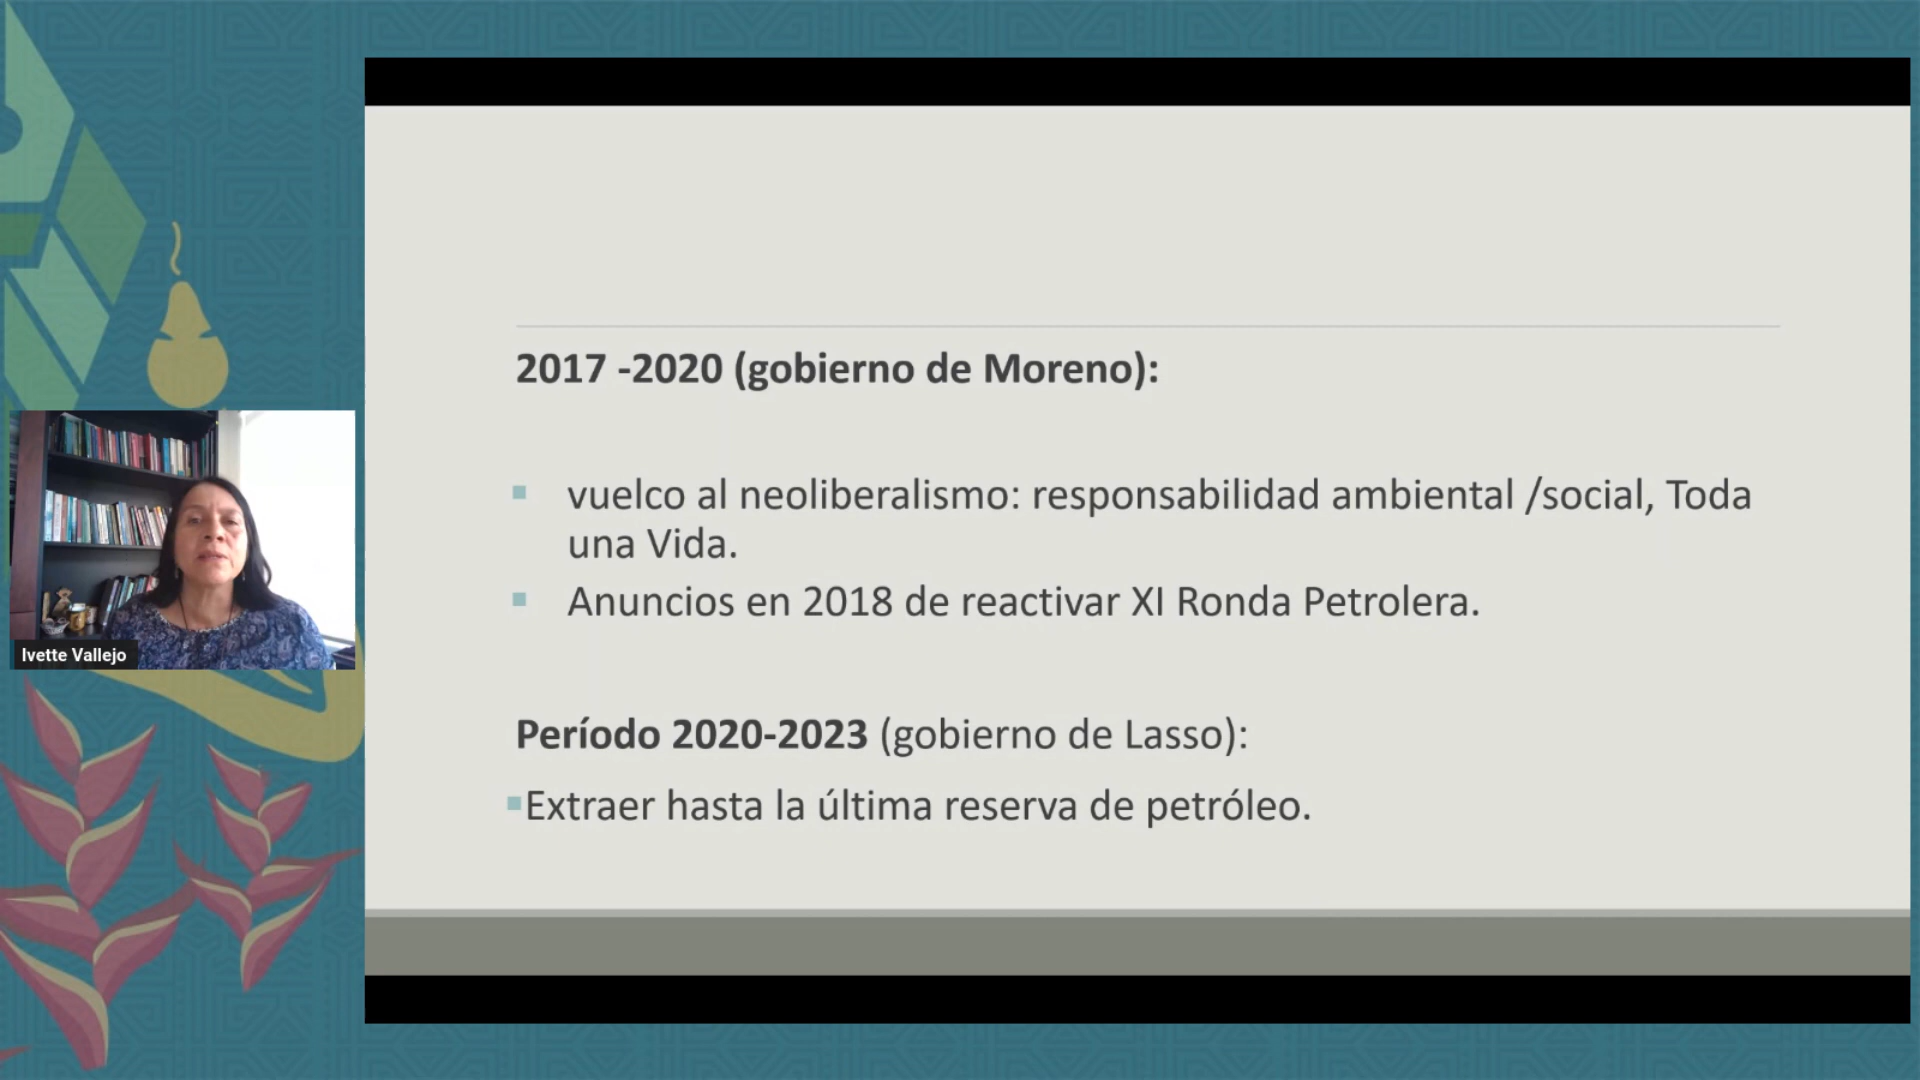 2017 -2020 (gobierno de Moreno):
vuelco al neoliberalismo: responsabilidad ambiental /social, Toda
una Vida.
Anuncios en 2018 de reactivar XI Ronda Petrolera.
Período 2020-2023 (gobierno de Lasso):
Extraer hasta la última reserva de petróleo.
Ivette Vallejo